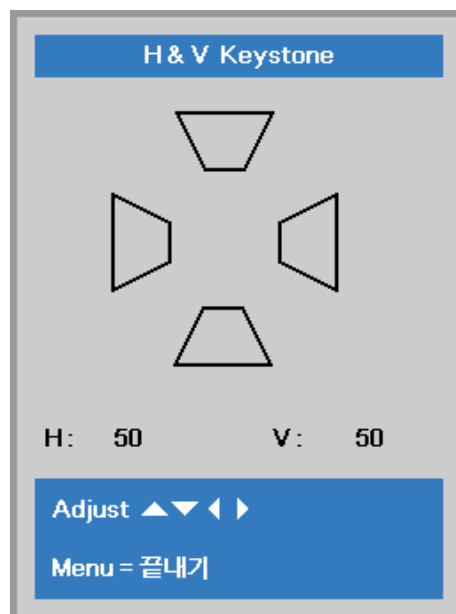 H & V Keystone
H : 50 V : 50
Adjust ▲▼◀▶
Menu = 끝내기